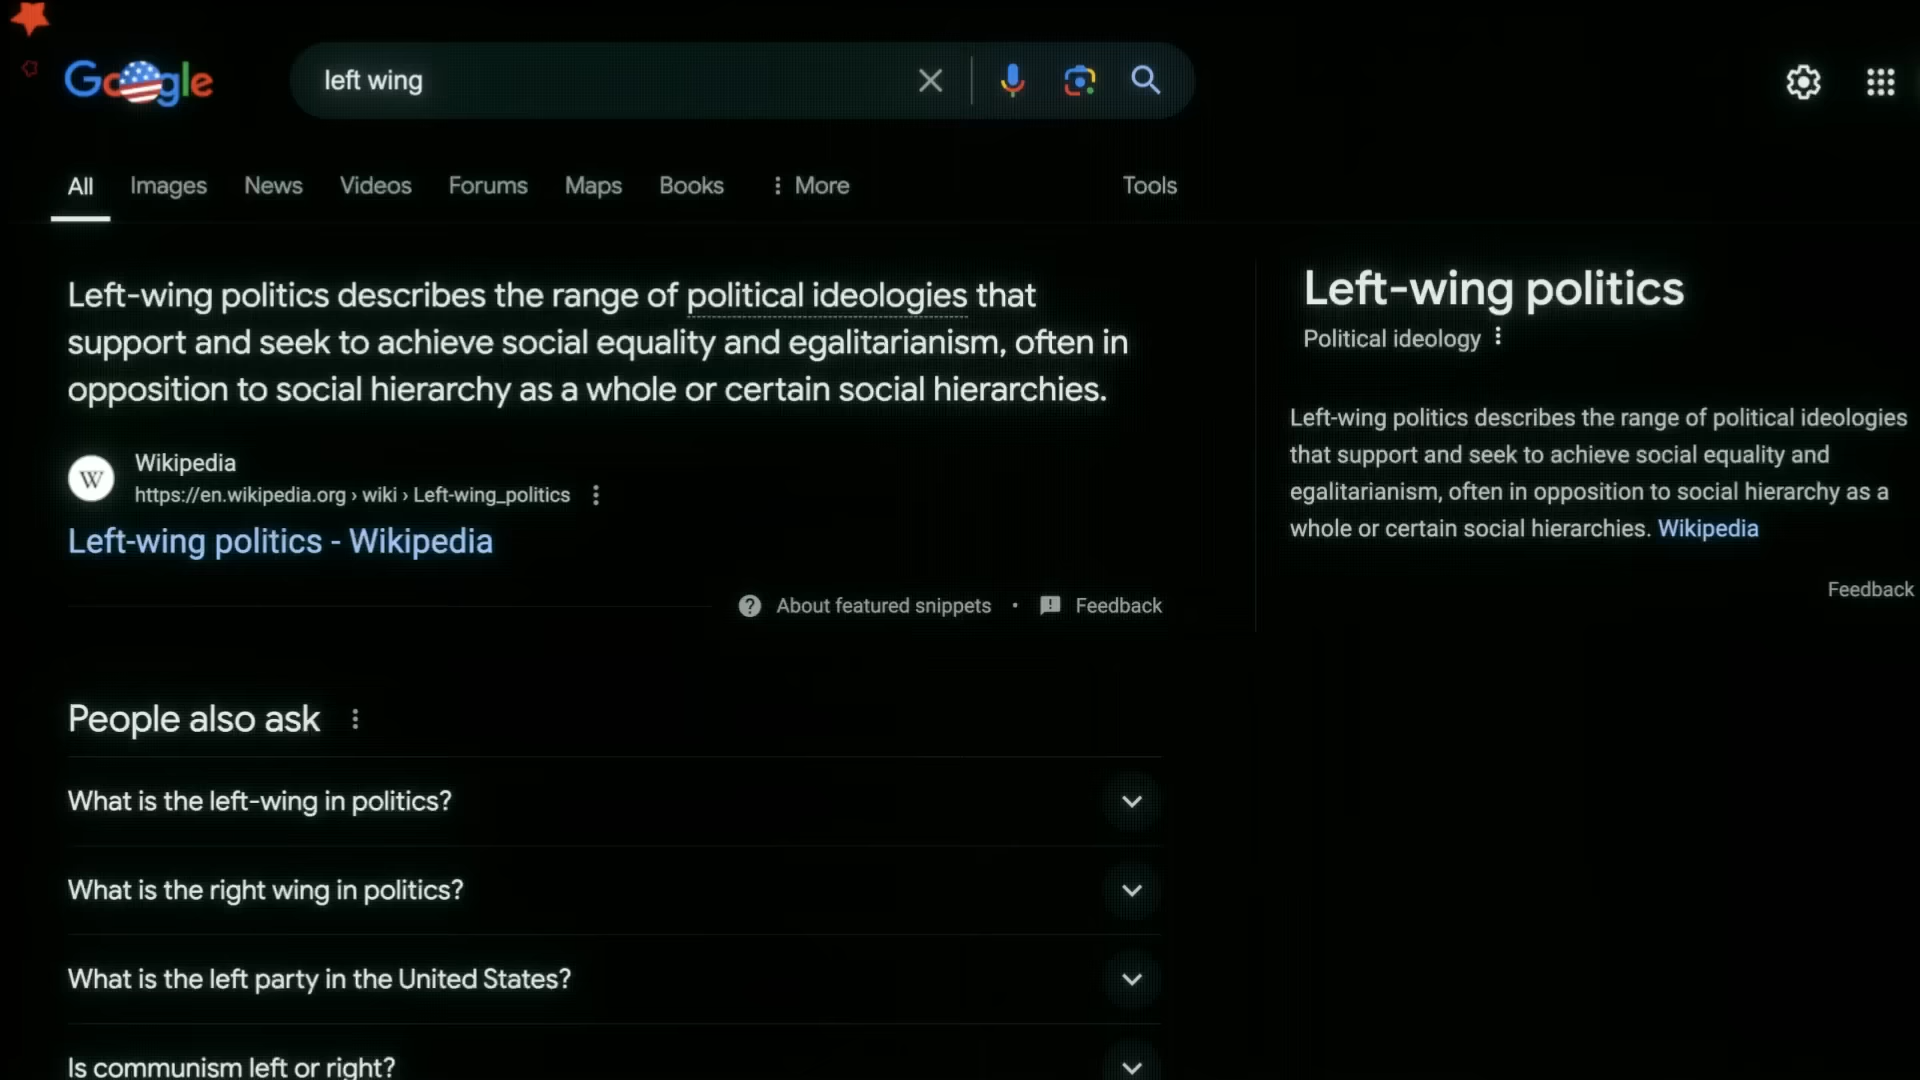 Google
left wing
All Images News Videos Forums Maps Books More Tools
Left-wing politics describes the range of political ideologies that
support and seek to achieve social equality and egalitarianism, often in
opposition to social hierarchy as a whole or certain social hierarchies.
W
Wikipedia
https://en.wikipedia.org › wiki › Left-wing_politics
Left-wing politics - Wikipedia
About featured snippets • Feedback
People also ask
What is the left-wing in politics?
What is the right wing in politics?
What is the left party in the United States?
Is communism left or right?
Left-wing politics
Political ideology
Left-wing politics describes the range of political ideologies
that support and seek to achieve social equality and
egalitarianism, often in opposition to social hierarchy as a
whole or certain social hierarchies. Wikipedia
Feedback